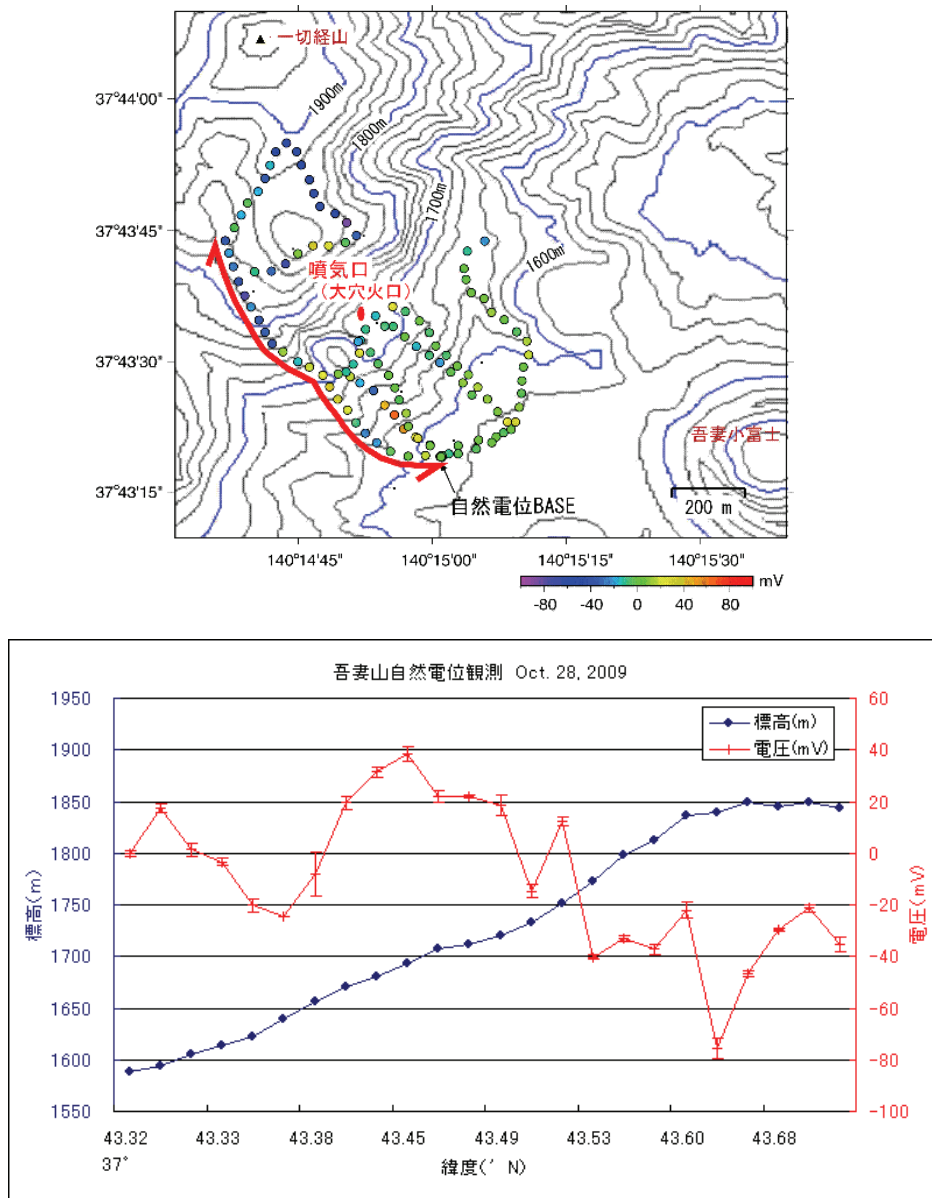 一切経山
37°44'00"
1900m
1800m
1700m
37°43'45"
1600m
噴気口
(大穴火口)
37°43'30"
吾妻小富士
37°43'15"
自然電位BASE
200 m
140°14'45"
140°15'00"
140°15'15"
140°15'30"
mV
-80 -40 0 40 80
吾妻山自然電位観測 Oct. 28, 2009
1950
1900
1850
1800
1750
1700
1650
1600
1550
標高(m)
標高(m)
電圧(mV)
60
40
20
0
-20
-40
-60
-80
-100
電圧(mV)
43.32 43.33 43.38 43.45 43.49 43.53 43.60 43.68
37°
緯度(′ N)